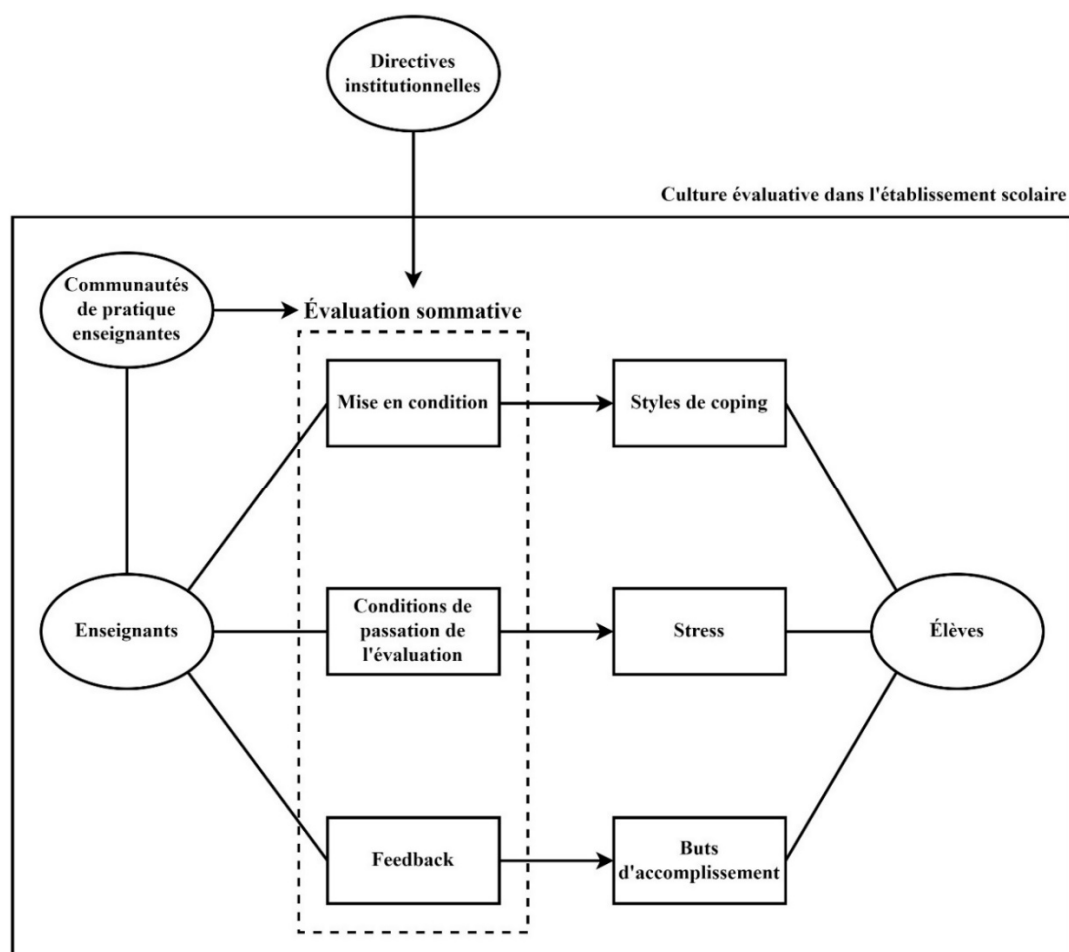 Directives
institutionnelles
Culture évaluative dans l'établissement scolaire
Communautés
de pratique
enseignantes
Évaluation sommative
Mise en condition
Styles de coping
Enseignants
Conditions de
passation de
l'évaluation
Stress
Élèves
Feedback
Buts
d'accomplissement